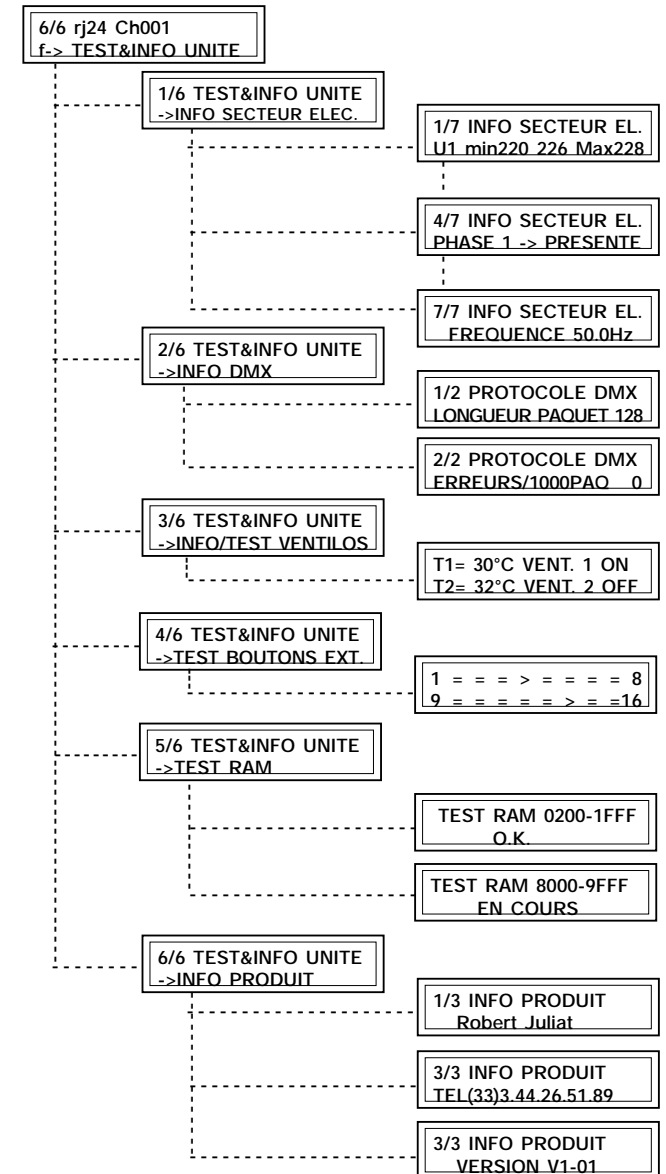 6/6 rj24 Ch001
f-> TEST&INFO UNITE
1/6 TEST&INFO UNITE
->INFO SECTEUR ELEC.
1/7 INFO SECTEUR EL.
U1 min220 226 Max228
4/7 INFO SECTEUR EL.
PHASE 1 -> PRESENTE
7/7 INFO SECTEUR EL.
FREQUENCE 50.0Hz
2/6 TEST&INFO UNITE
->INFO DMX
1/2 PROTOCOLE DMX
LONGUEUR PAQUET 128
2/2 PROTOCOLE DMX
ERREURS/1000PAQ 0
3/6 TEST&INFO UNITE
->INFO/TEST VENTILOS
T1= 30°C VENT. 1 ON
T2= 32°C VENT. 2 OFF
4/6 TEST&INFO UNITE
->TEST BOUTONS EXT.
1 = = = > = = = = 8
9 = = = = = > = =16
5/6 TEST&INFO UNITE
->TEST RAM
TEST RAM 0200-1FFF
O.K.
TEST RAM 8000-9FFF
EN COURS
6/6 TEST&INFO UNITE
->INFO PRODUIT
1/3 INFO PRODUIT
Robert Juliat
3/3 INFO PRODUIT
TEL(33)3.44.26.51.89
3/3 INFO PRODUIT
VERSION V1-01